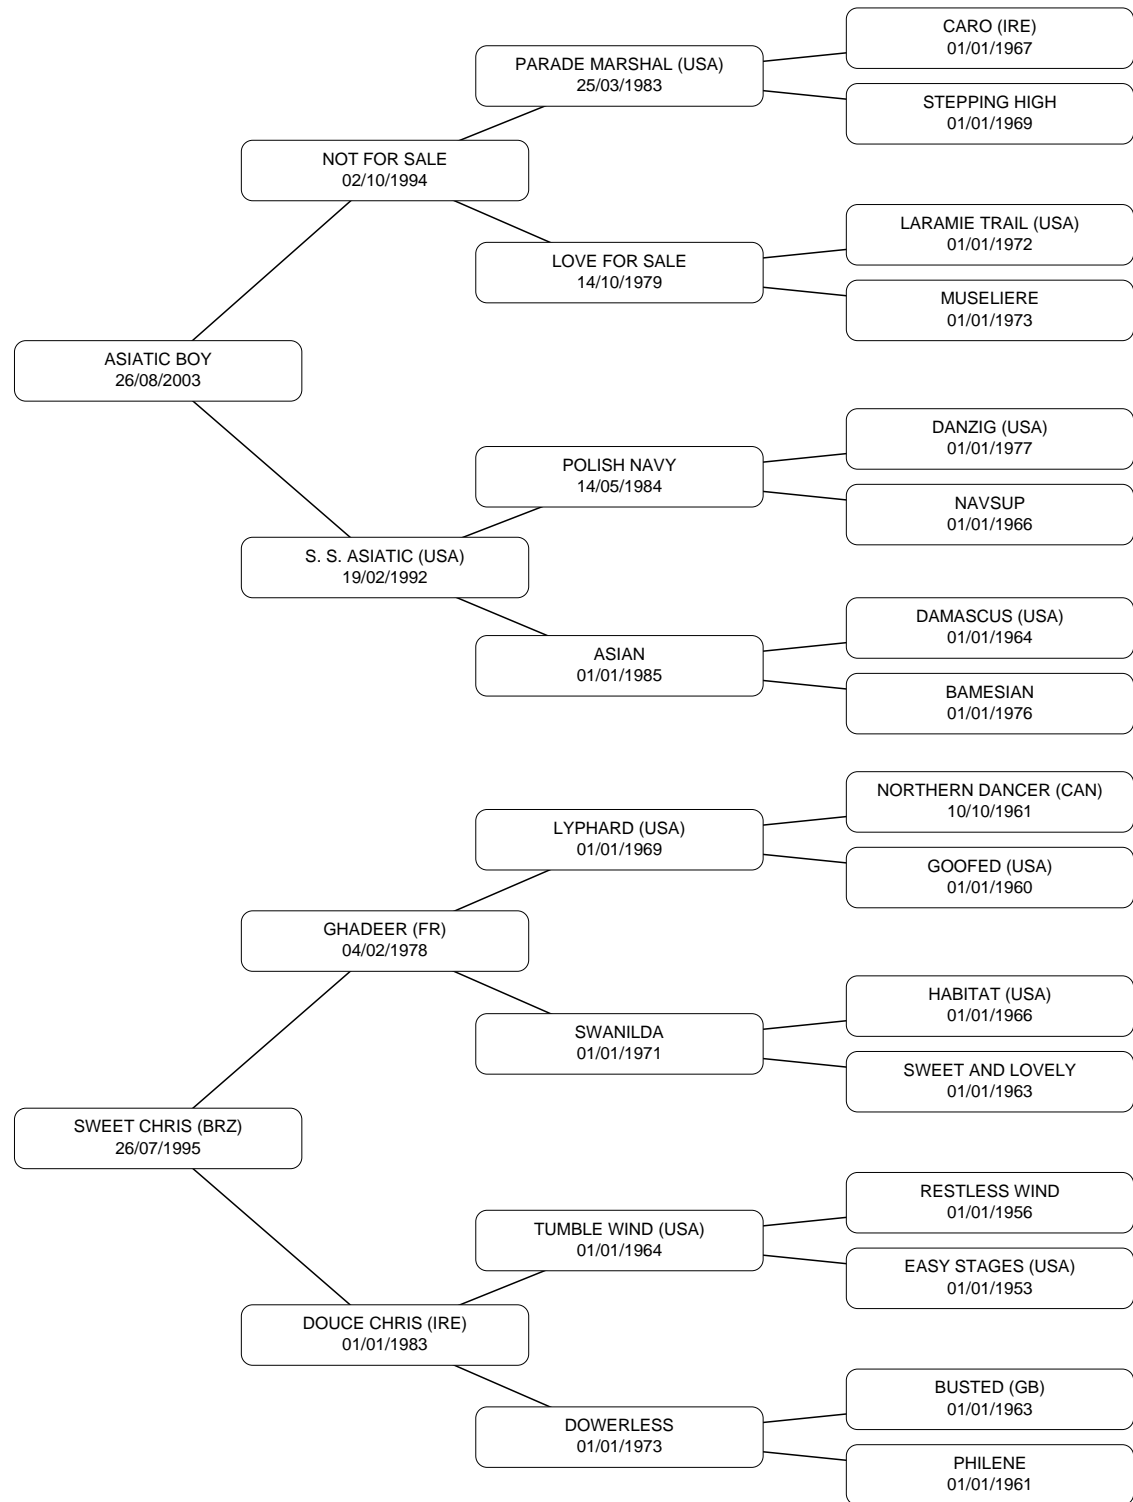 CARO (IRE)
01/01/1967
PARADE MARSHAL (USA)
25/03/1983
STEPPING HIGH
01/01/1969
NOT FOR SALE
02/10/1994
LARAMIE TRAIL (USA)
01/01/1972
LOVE FOR SALE
14/10/1979
MUSELIERE
01/01/1973
ASIATIC BOY
26/08/2003
DANZIG (USA)
01/01/1977
POLISH NAVY
14/05/1984
NAVSUP
01/01/1966
S. S. ASIATIC (USA)
19/02/1992
DAMASCUS (USA)
01/01/1964
ASIAN
01/01/1985
BAMESIAN
01/01/1976
NORTHERN DANCER (CAN)
10/10/1961
LYPHARD (USA)
01/01/1969
GOOFED (USA)
01/01/1960
GHADEER (FR)
04/02/1978
HABITAT (USA)
01/01/1966
SWANILDA
01/01/1971
SWEET AND LOVELY
01/01/1963
SWEET CHRIS (BRZ)
26/07/1995
RESTLESS WIND
01/01/1956
TUMBLE WIND (USA)
01/01/1964
EASY STAGES (USA)
01/01/1953
DOUCE CHRIS (IRE)
01/01/1983
BUSTED (GB)
01/01/1963
DOWERLESS
01/01/1973
PHILENE
01/01/1961